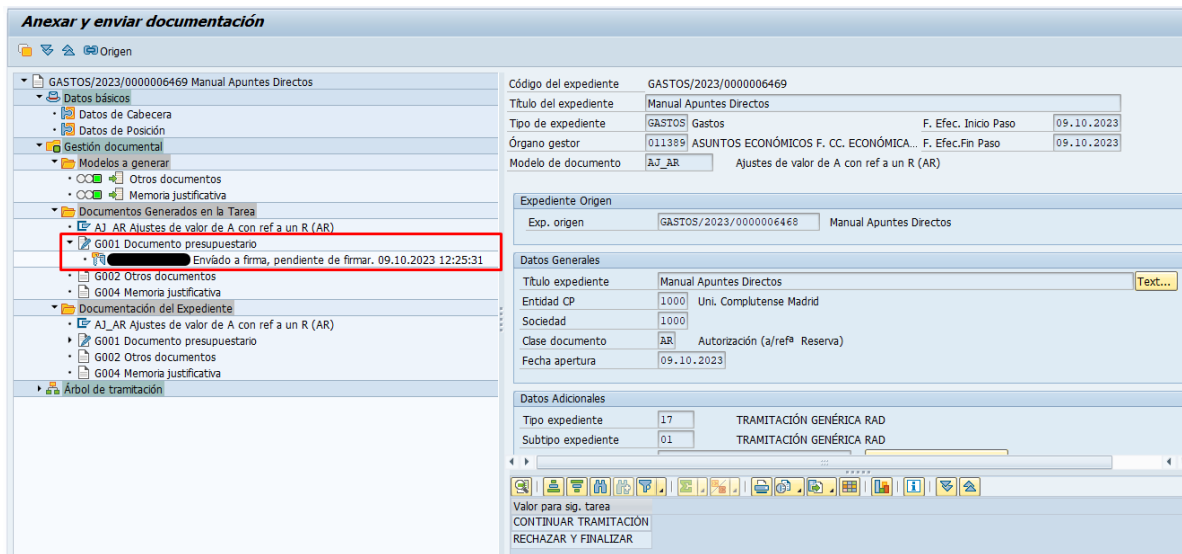 Anexar y enviar documentación
Origen
GASTOS/2023/0000006469 Manual Apuntes Directos
Datos básicos
Datos de Cabecera
Datos de Posición
Gestión documental
Modelos a generar
Otros documentos
Memoria justificativa
Documentos Generados en la Tarea
AJ_AR Ajustes de valor de A con ref a un R (AR)
G001 Documento presupuestario
Envíado a firma, pendiente de firmar. 09.10.2023 12:25:31
G002 Otros documentos
G004 Memoria justificativa
Documentación del Expediente
AJ_AR Ajustes de valor de A con ref a un R (AR)
G001 Documento presupuestario
G002 Otros documentos
G004 Memoria justificativa
Árbol de tramitación
Código del expediente GASTOS/2023/0000006469
Título del expediente Manual Apuntes Directos
Tipo de expediente GASTOS Gastos F. Efec. Inicio Paso 09.10.2023
Órgano gestor 011389 ASUNTOS ECONÓMICOS F. CC. ECONÓMICA... F. Efec.Fin Paso 09.10.2023
Modelo de documento AJ_AR Ajustes de valor de A con ref a un R (AR)
Expediente Origen
Exp. origen GASTOS/2023/0000006468 Manual Apuntes Directos
Datos Generales
Título expediente Manual Apuntes Directos Text...
Entidad CP 1000 Uni. Complutense Madrid
Sociedad 1000
Clase documento AR Autorización (a/refª Reserva)
Fecha apertura 09.10.2023
Datos Adicionales
Tipo expediente 17 TRAMITACIÓN GENÉRICA RAD
Subtipo expediente 01 TRAMITACIÓN GENÉRICA RAD
Valor para sig. tarea
CONTINUAR TRAMITACIÓN
RECHAZAR Y FINALIZAR